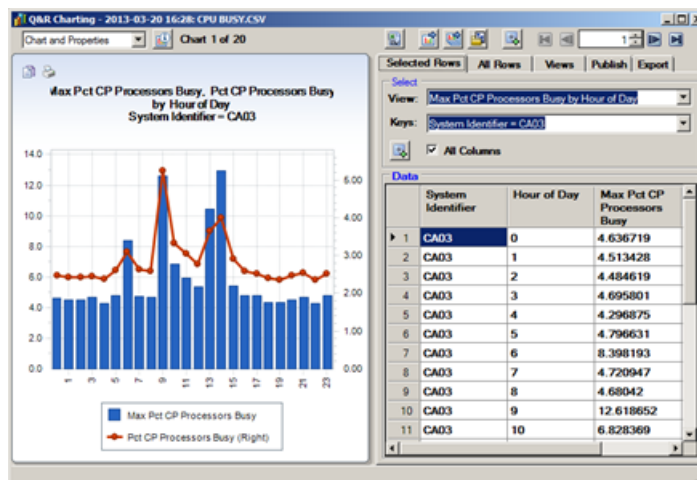 Q&R Charting - 2013-03-20 16:28: CPU BUSY.CSV
Chart and Properties Chart 1 of 20 1
Max Pct CP Processors Busy, Pct CP Processors Busy
by Hour of Day
System Identifier = CA03
14.0
12.0
10.0
8.0
6.0
4.0
2.0
0.0
6.00
5.00
4.00
3.00
2.00
1.00
0.00
1 3 5 7 9 11 13 15 17 19 21 23
Max Pct CP Processors Busy
Pct CP Processors Busy (Right)
Selected Rows All Rows Views Publish Export
Select
View: Max Pct CP Processors Busy by Hour of Day
Keys: System Identifier = CA03
All Columns
Data
System Identifier Hour of Day Max Pct CP Processors Busy
1 CA03 0 4.636719
2 CA03 1 4.513428
3 CA03 2 4.484619
4 CA03 3 4.695801
5 CA03 4 4.296875
6 CA03 5 4.796631
7 CA03 6 8.398193
8 CA03 7 4.720947
9 CA03 8 4.68042
10 CA03 9 12.618652
11 CA03 10 6.828369